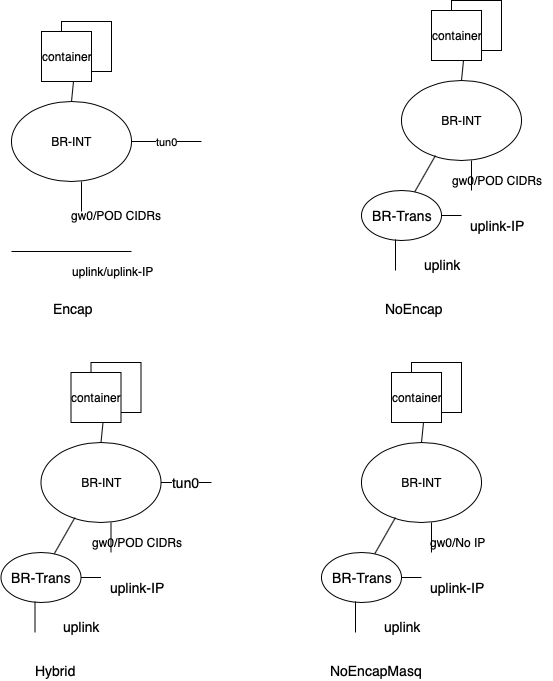 container
BR-INT
tun0
gw0/POD CIDRs
uplink/uplink-IP
Encap
container
BR-INT
gw0/POD CIDRs
BR-Trans
uplink-IP
uplink
NoEncap
container
BR-INT
tun0
gw0/POD CIDRs
BR-Trans
uplink-IP
uplink
Hybrid
container
BR-INT
gw0/No IP
BR-Trans
uplink-IP
uplink
NoEncapMasq